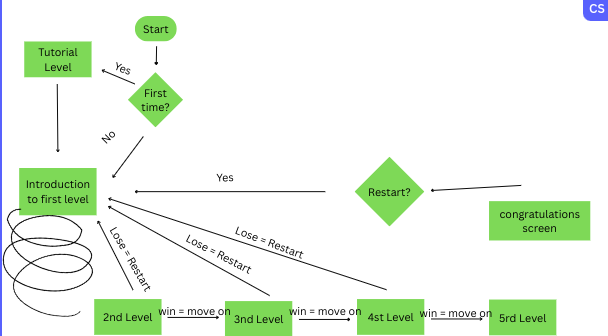 CS
Start
Tutorial
Level
Yes
First
time?
No
Introduction
to first level
Yes
Restart?
congratulations
screen
Lose = Restart
Lose = Restart
Lose = Restart
2nd Level
win = move on
3nd Level
win = move on
4st Level
win = move on
5rd Level